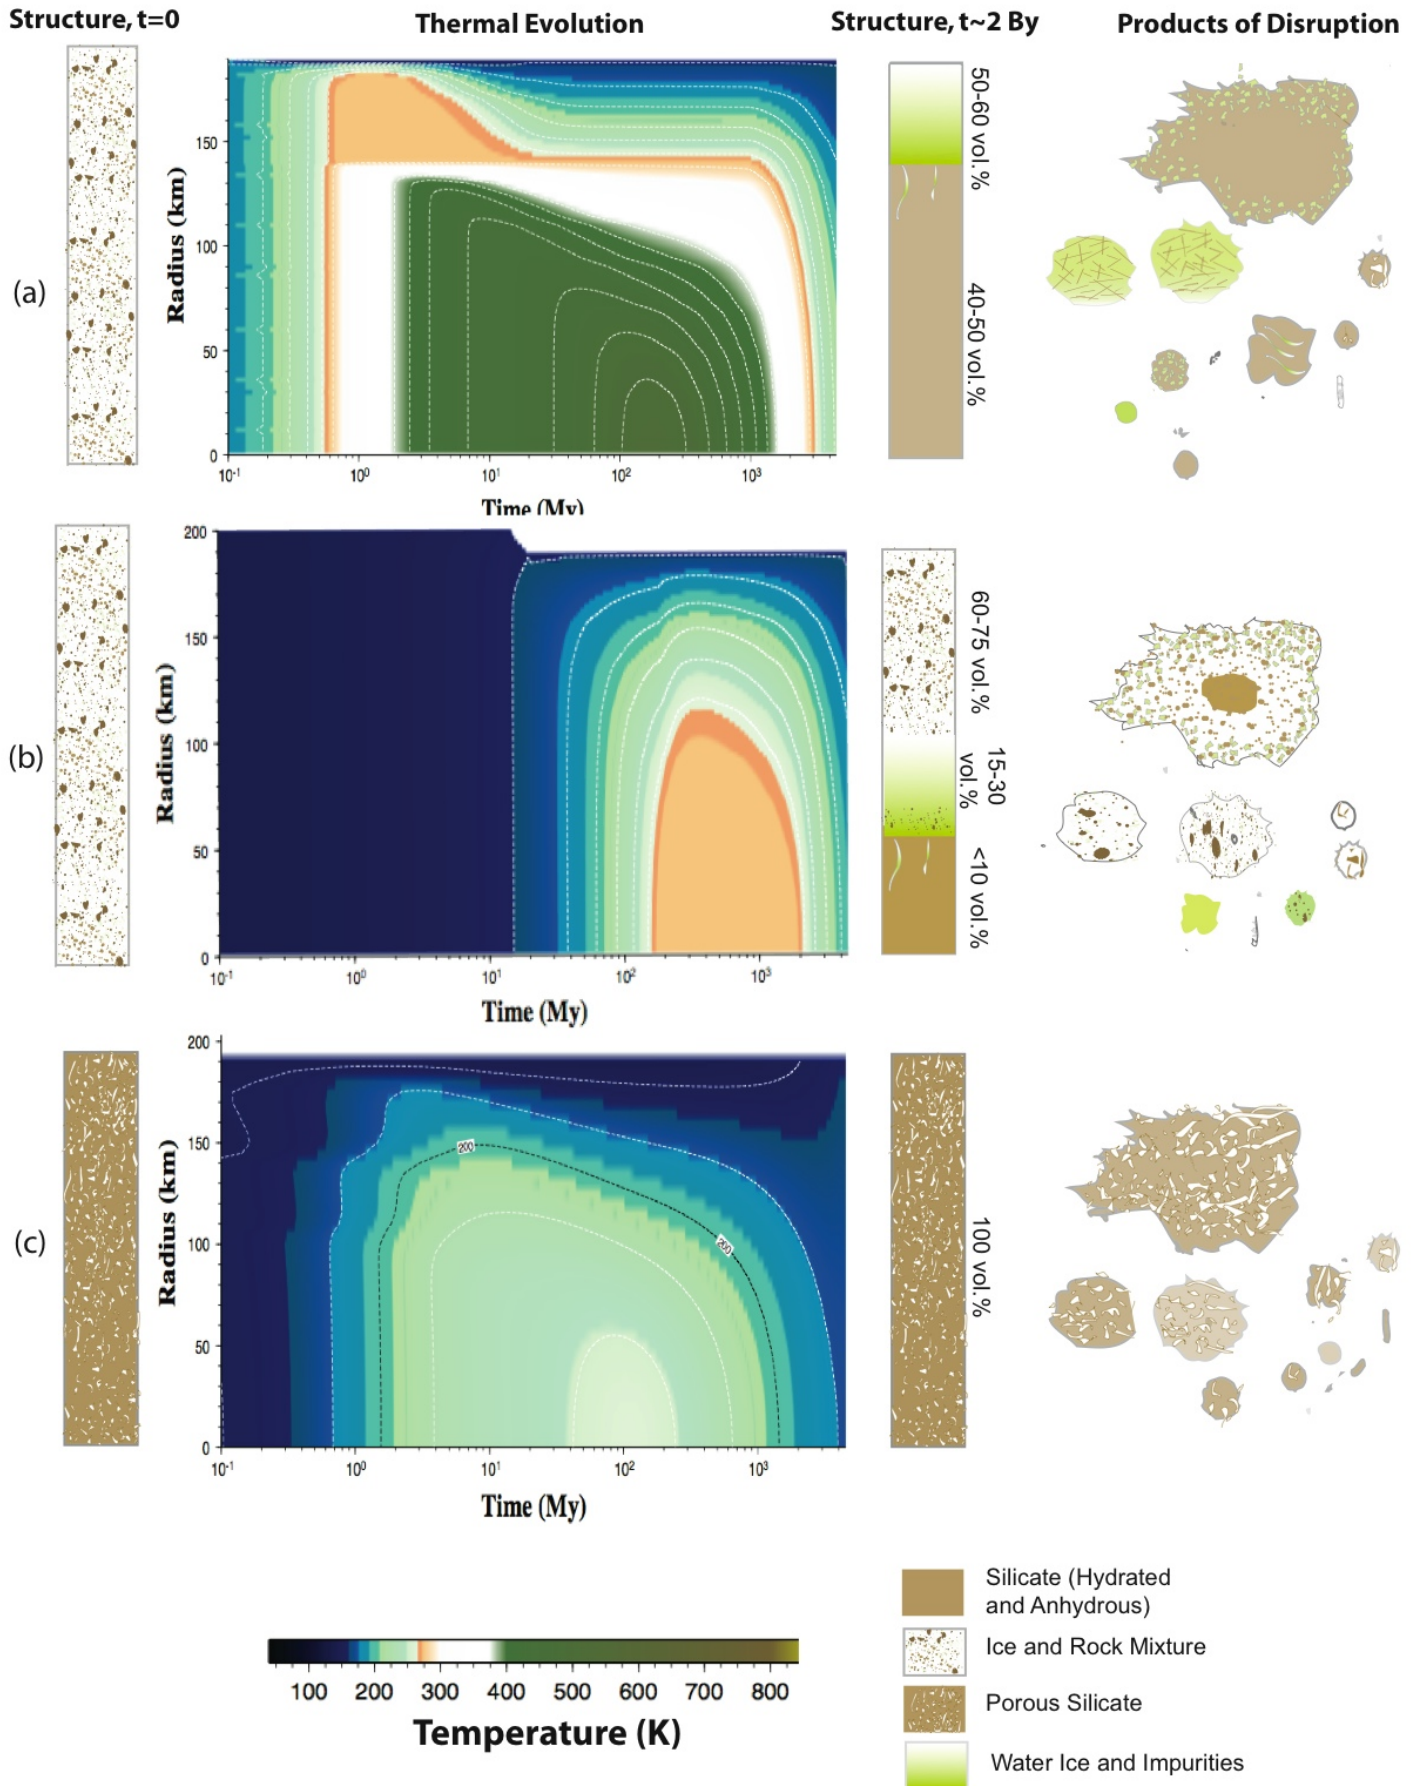 Structure, t=0
Thermal Evolution
Structure, t~2 By
Products of Disruption
(a)
Radius (km)
150
100
50
0
10-1
100
101
102
103
Time (My)
50-60 vol.%
40-50 vol.%
(b)
Radius (km)
200
150
100
50
0
10-1
100
101
102
103
Time (My)
60-75 vol.%
15-30
vol.%
<10 vol.%
(c)
Radius (km)
200
150
100
50
0
200
200
10-1
100
101
102
103
Time (My)
100 vol.%
100 200 300 400 500 600 700 800
Temperature (K)
Silicate (Hydrated
and Anhydrous)
Ice and Rock Mixture
Porous Silicate
Water Ice and Impurities